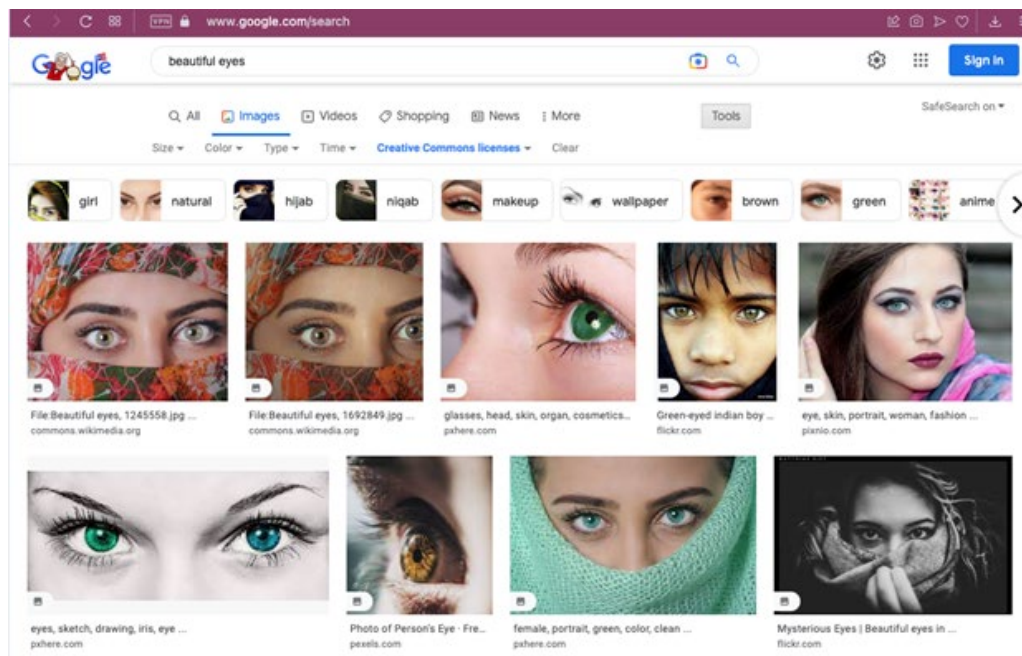 VPN www.google.com/search
Google beautiful eyes Sign in
All Images Videos Shopping News More Tools SafeSearch on
Size Color Type Time Creative Commons licenses Clear
girl natural hijab niqab makeup wallpaper brown green anime
File:Beautiful eyes, 1245558.jpg ... File:Beautiful eyes, 1692849.jpg ... glasses, head, skin, organ, cosmetics... Green-eyed indian boy ... eye, skin, portrait, woman, fashion ...
commons.wikimedia.org commons.wikimedia.org pxhere.com flickr.com pixnio.com
eyes, sketch, drawing, iris, eye ... Photo of Person's Eye · Fre... female, portrait, green, color, clean ... Mysterious Eyes | Beautiful eyes in ...
pxhere.com pexels.com pxhere.com flickr.com